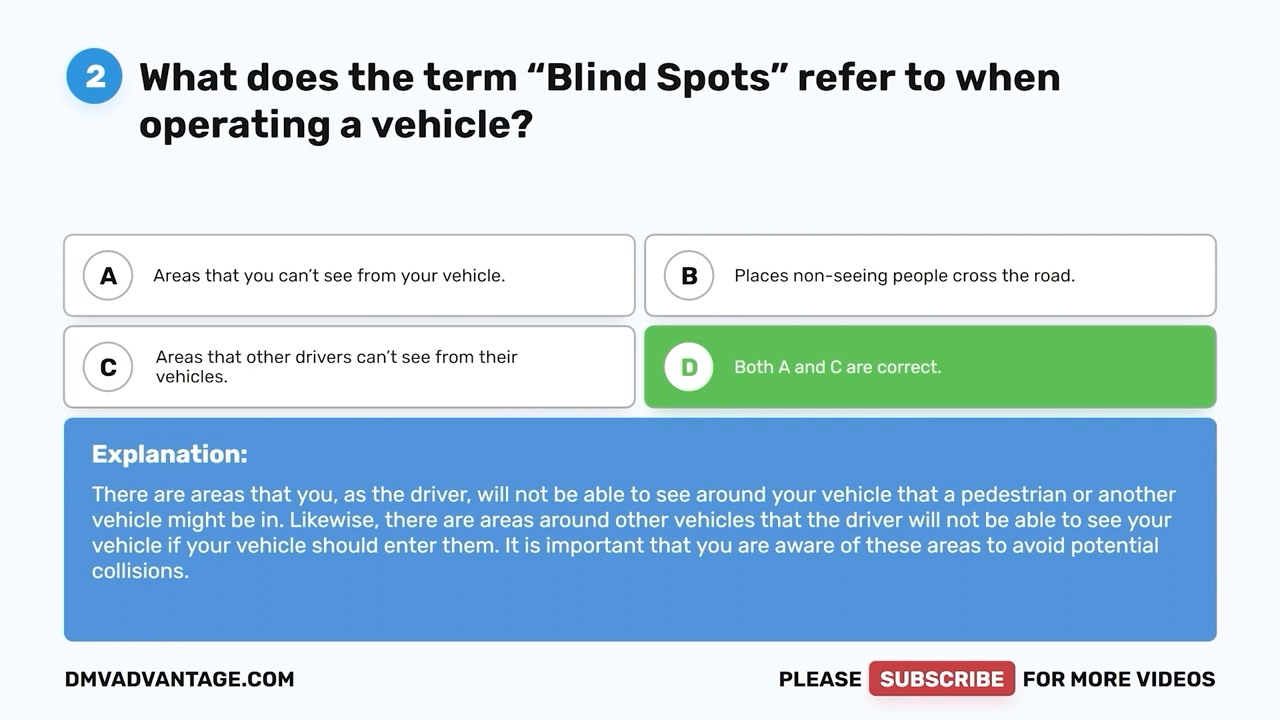 2
What does the term “Blind Spots” refer to when
operating a vehicle?
A
Areas that you can’t see from your vehicle.
B
Places non-seeing people cross the road.
C
Areas that other drivers can’t see from their
vehicles.
D
Both A and C are correct.
Explanation:
There are areas that you, as the driver, will not be able to see around your vehicle that a pedestrian or another
vehicle might be in. Likewise, there are areas around other vehicles that the driver will not be able to see your
vehicle if your vehicle should enter them. It is important that you are aware of these areas to avoid potential
collisions.
DMVADVANTAGE.COM
PLEASE SUBSCRIBE FOR MORE VIDEOS